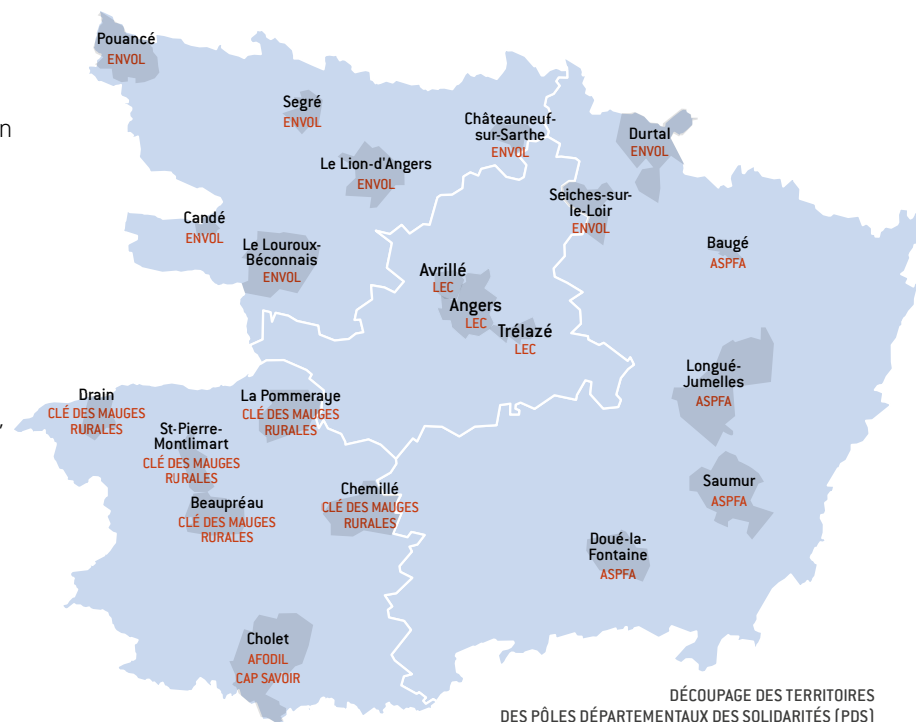 Pouancé
ENVOL
n
Segré
ENVOL
Châteauneuf-
sur-Sarthe
ENVOL
Durtal
ENVOL
Le Lion-d'Angers
ENVOL
Seiches-sur-
le-Loir
ENVOL
Candé
ENVOL
Le Louroux-
Béconnais
ENVOL
Baugé
ASPFA
Avrillé
LEC
Angers
LEC
Trélazé
LEC
Longué-
Jumelles
ASPFA
Drain
CLÉ DES MAUGES
RURALES
,
La Pommeraye
CLÉ DES MAUGES
RURALES
St-Pierre-
Montlimart
CLÉ DES MAUGES
RURALES
Beaupréau
CLÉ DES MAUGES
RURALES
Chemillé
CLÉ DES MAUGES
RURALES
Saumur
ASPFA
Doué-la-
Fontaine
ASPFA
Cholet
AFODIL
CAP SAVOIR
DÉCOUPAGE DES TERRITOIRES
DES PÔLES DÉPARTEMENTAUX DES SOLIDARITÉS (PDS)